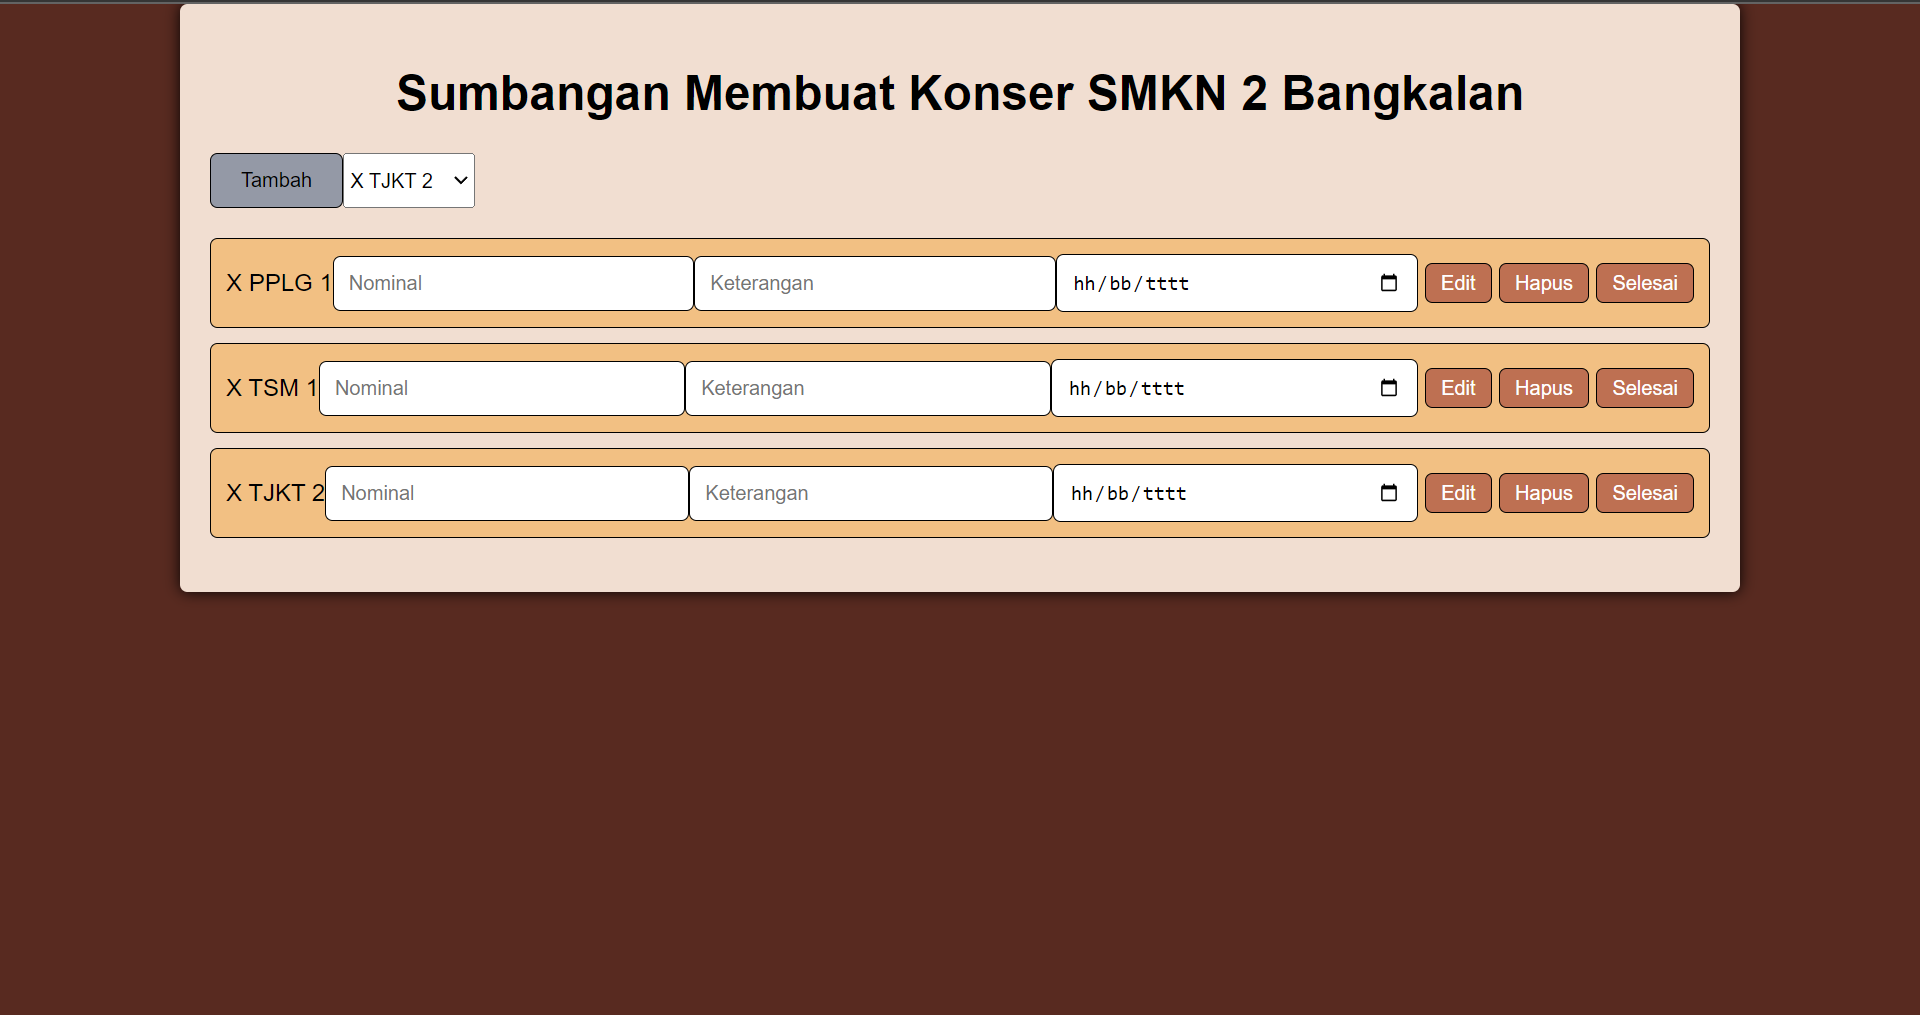 Sumbangan Membuat Konser SMKN 2 Bangkalan
Tambah X TJKT 2
X PPLG 1 Nominal Keterangan hh/bb/tttt Edit Hapus Selesai
X TSM 1 Nominal Keterangan hh/bb/tttt Edit Hapus Selesai
X TJKT 2 Nominal Keterangan hh/bb/tttt Edit Hapus Selesai